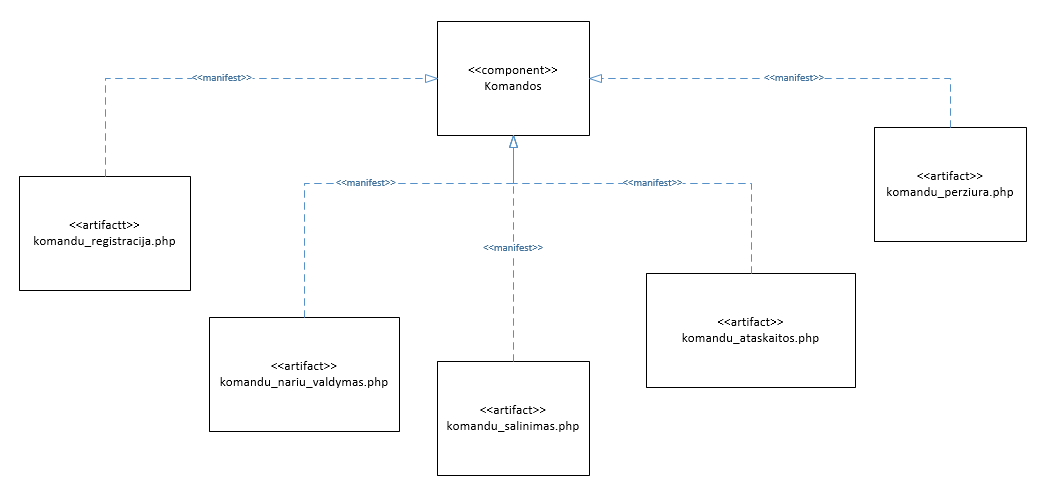 <<component>>
Komandos
<<manifest>>
<<manifest>>
<<artifact>>
komandu_perziura.php
<<manifest>>
<<manifest>>
<<artifactt>>
komandu_registracija.php
<<manifest>>
<<artifact>>
komandu_ataskaitos.php
<<artifact>>
komandu_nariu_valdymas.php
<<artifact>>
komandu_salinimas.php